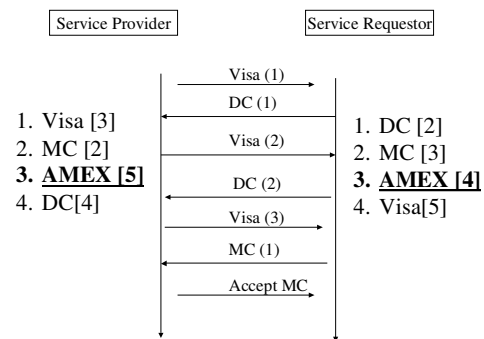 Service Provider
Service Requestor
Visa (1)
DC (1)
Visa (2)
DC (2)
Visa (3)
MC (1)
Accept MC
1. Visa [3]
2. MC [2]
3. AMEX [5]
4. DC[4]
1. DC [2]
2. MC [3]
3. AMEX [4]
4. Visa[5]